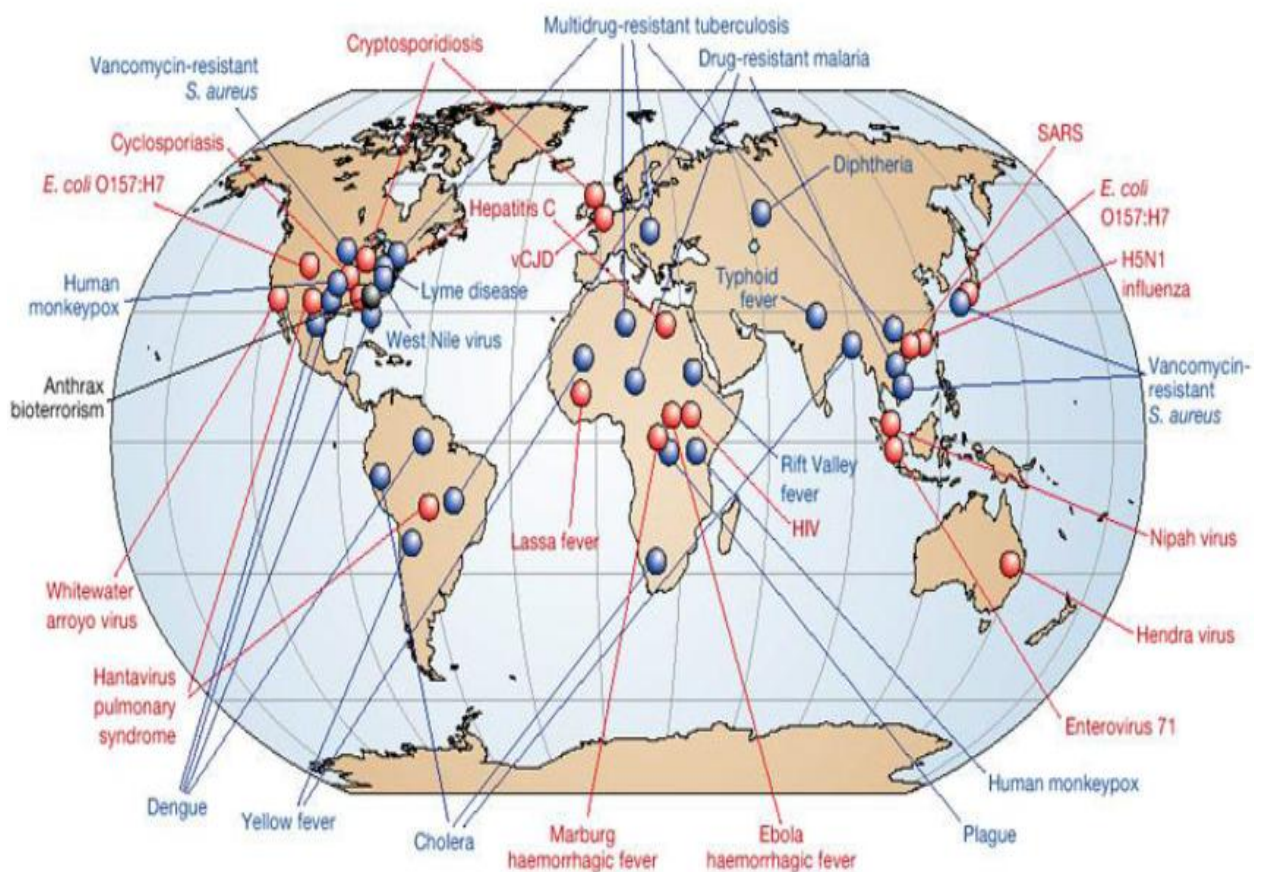 Multidrug-resistant tuberculosis
Cryptosporidiosis
Drug-resistant malaria
Vancomycin-resistant
S. aureus
Cyclosporiasis
SARS
E. coli O157:H7
Diphtheria
E. coli
O157:H7
Hepatitis C
vCJD
H5N1
influenza
Human
monkeypox
Lyme disease
Typhoid
fever
West Nile virus
Anthrax
bioterrorism
Vancomycin-
resistant
S. aureus
Rift Valley
fever
HIV
Lassa fever
Nipah virus
Whitewater
arroyo virus
Hendra virus
Hantavirus
pulmonary
syndrome
Enterovirus 71
Human monkeypox
Dengue
Yellow fever
Cholera
Marburg
haemorrhagic fever
Ebola
haemorrhagic fever
Plague